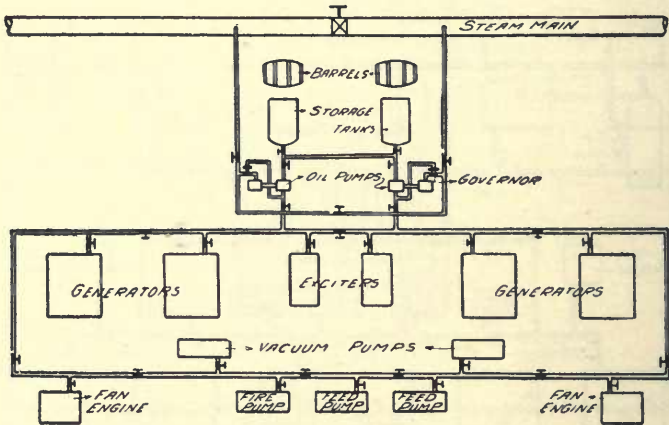 STEAM MAIN
BARRELS
STORAGE
TANKS
OIL PUMPS
GOVERNOR
GENERATORS
EXCITERS
GENERATORS
VACUUM PUMPS
FAN
ENGINE
FIRE
PUMP
FEED
PUMP
FEED
PUMP
FAN
ENGINE